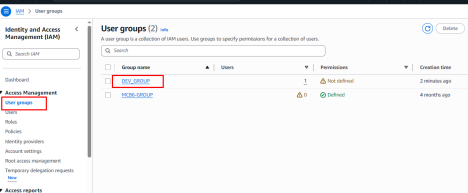 IAM > User groups
Identity and Access Management (IAM)
Search IAM
Dashboard
Access Management
User groups
Users
Roles
Policies
Identity providers
Account settings
Root access management
Temporary delegation requests
New
Access reports
User groups (2) Info
Delete
A user group is a collection of IAM users. Use groups to specify permissions for a collection of users.
Search
Group name Users Permissions Creation time
DEV_GROUP 1 Not defined 2 minutes ago
MCB6-GROUP 0 Defined 4 months ago